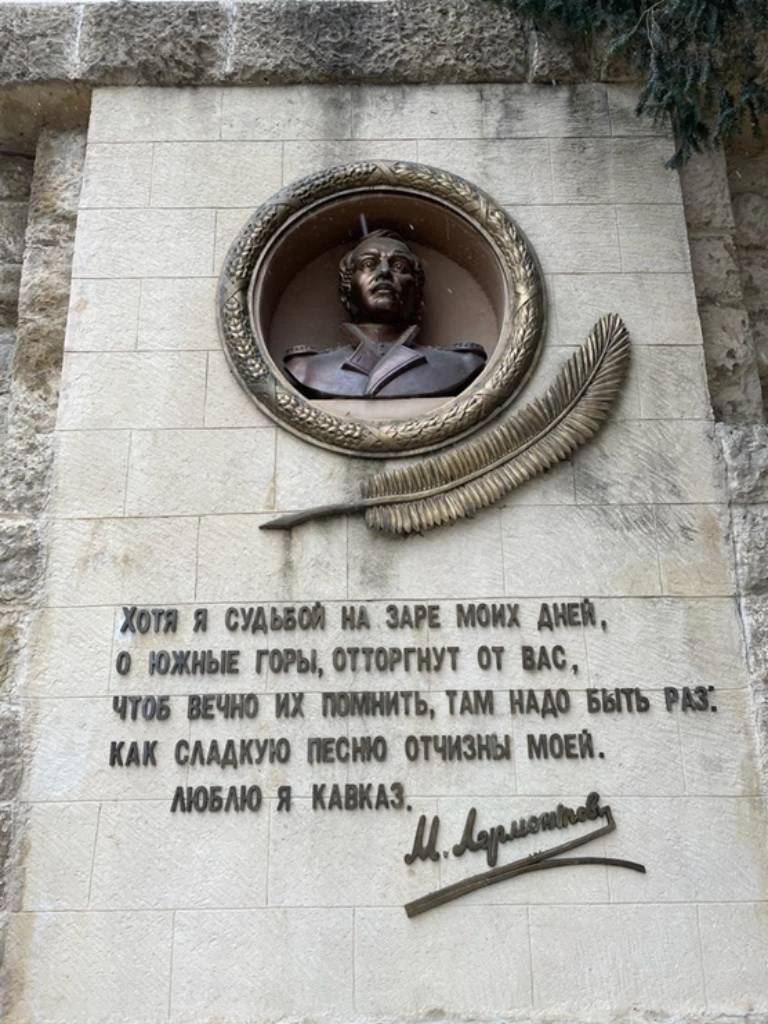 ХОТЯ Я СУДЬБОЙ НА ЗАРЕ МОИХ ДНЕЙ,
О ЮЖНЫЕ ГОРЫ, ОТТОРГНУТ ОТ ВАС,
ЧТОБ ВЕЧНО ИХ ПОМНИТЬ, ТАМ НАДО БЫТЬ РАЗ:
КАК СЛАДКУЮ ПЕСНЮ ОТЧИЗНЫ МОЕЙ.
ЛЮБЛЮ Я КАВКАЗ.
М. Лермонтов